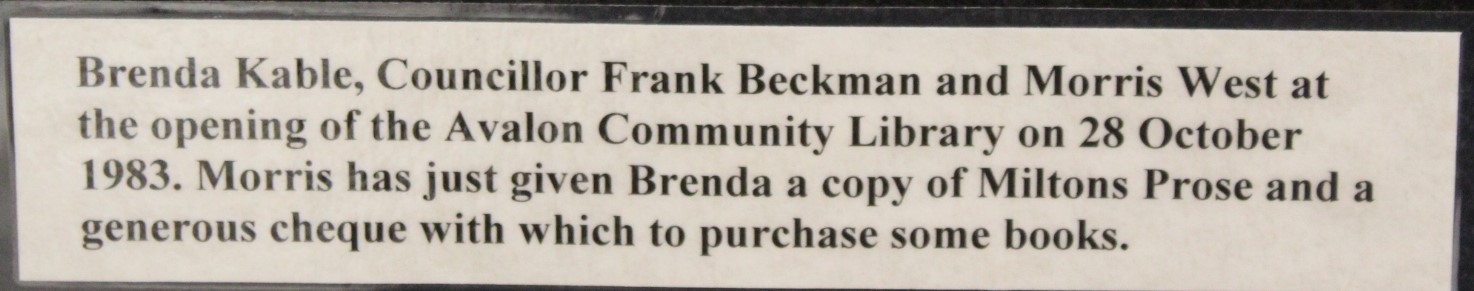 Brenda Kable, Councillor Frank Beckman and Morris West at
the opening of the Avalon Community Library on 28 October
1983. Morris has just given Brenda a copy of Miltons Prose and a
generous cheque with which to purchase some books.